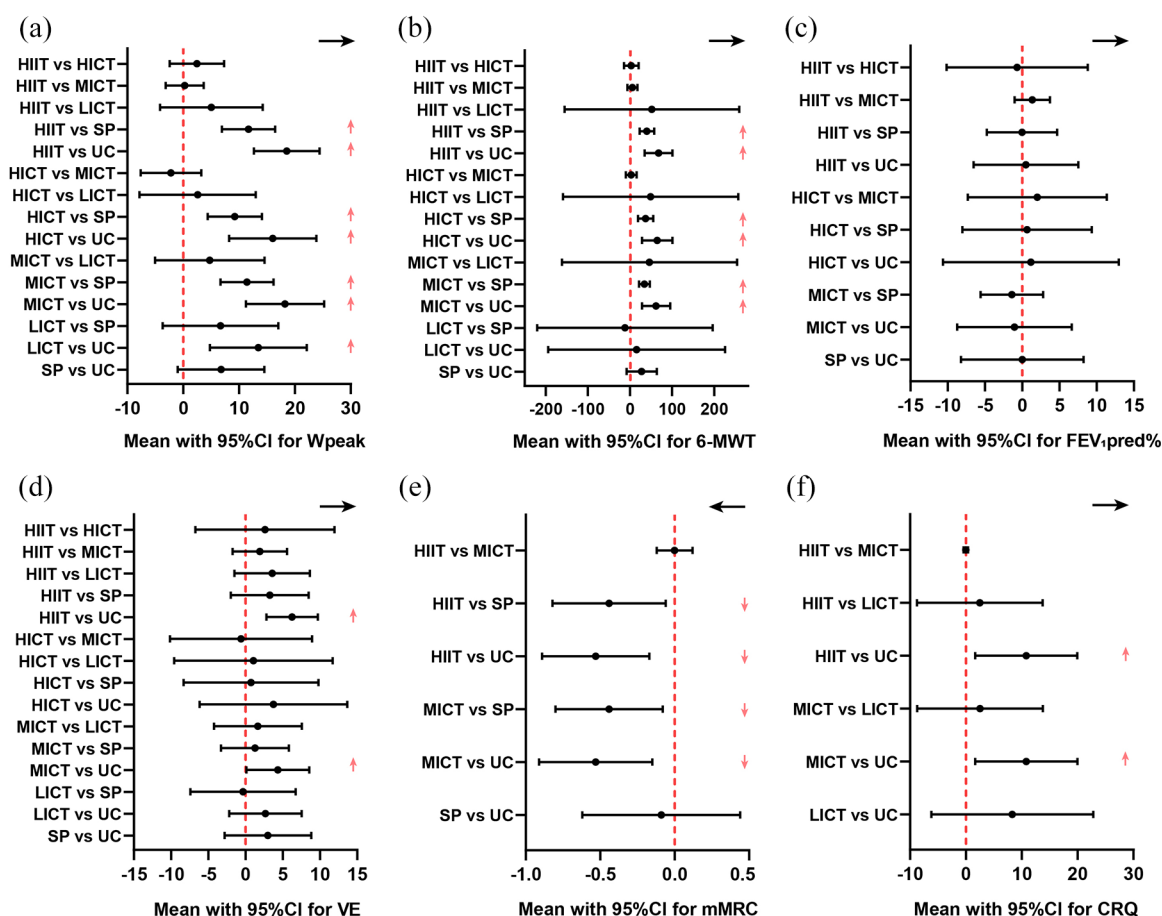 (a)
HIIT vs HICT
HIIT vs MICT
HIIT vs LICT
HIIT vs SP
HIIT vs UC
HICT vs MICT
HICT vs LICT
HICT vs SP
HICT vs UC
MICT vs LICT
MICT vs SP
MICT vs UC
LICT vs SP
LICT vs UC
SP vs UC
-10 0 10 20 30
Mean with 95%CI for Wpeak
(b)
HIIT vs HICT
HIIT vs MICT
HIIT vs LICT
HIIT vs SP
HIIT vs UC
HICT vs MICT
HICT vs LICT
HICT vs SP
HICT vs UC
MICT vs LICT
MICT vs SP
MICT vs UC
LICT vs SP
LICT vs UC
SP vs UC
-200 -100 0 100 200
Mean with 95%CI for 6-MWT
(c)
HIIT vs HICT
HIIT vs MICT
HIIT vs SP
HIIT vs UC
HICT vs MICT
HICT vs SP
HICT vs UC
MICT vs SP
MICT vs UC
SP vs UC
-15 -10 -5 0 5 10 15
Mean with 95%CI for FEV₁pred%
(d)
HIIT vs HICT
HIIT vs MICT
HIIT vs LICT
HIIT vs SP
HIIT vs UC
HICT vs MICT
HICT vs LICT
HICT vs SP
HICT vs UC
MICT vs LICT
MICT vs SP
MICT vs UC
LICT vs SP
LICT vs UC
SP vs UC
-15 -10 -5 0 5 10 15
Mean with 95%CI for VE
(e)
HIIT vs MICT
HIIT vs SP
HIIT vs UC
MICT vs SP
MICT vs UC
SP vs UC
-1.0 -0.5 0.0 0.5
Mean with 95%CI for mMRC
(f)
HIIT vs MICT
HIIT vs LICT
HIIT vs UC
MICT vs LICT
MICT vs UC
LICT vs UC
-10 0 10 20 30
Mean with 95%CI for CRQ